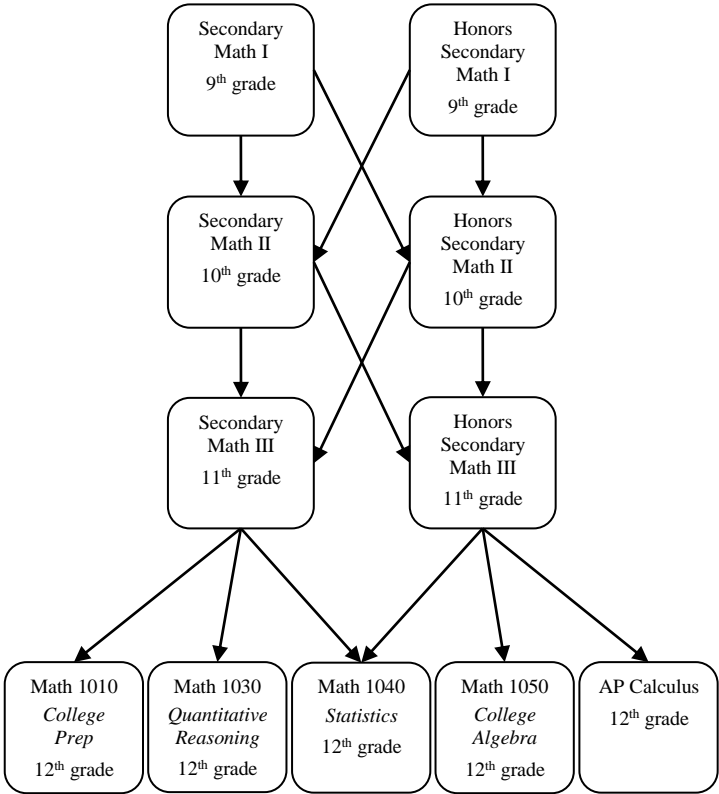 Secondary
Math I
9th grade
Honors
Secondary
Math I
9th grade
Secondary
Math II
10th grade
Honors
Secondary
Math II
10th grade
Secondary
Math III
11th grade
Honors
Secondary
Math III
11th grade
Math 1010
College
Prep
12th grade
Math 1030
Quantitative
Reasoning
12th grade
Math 1040
Statistics
12th grade
Math 1050
College
Algebra
12th grade
AP Calculus
12th grade